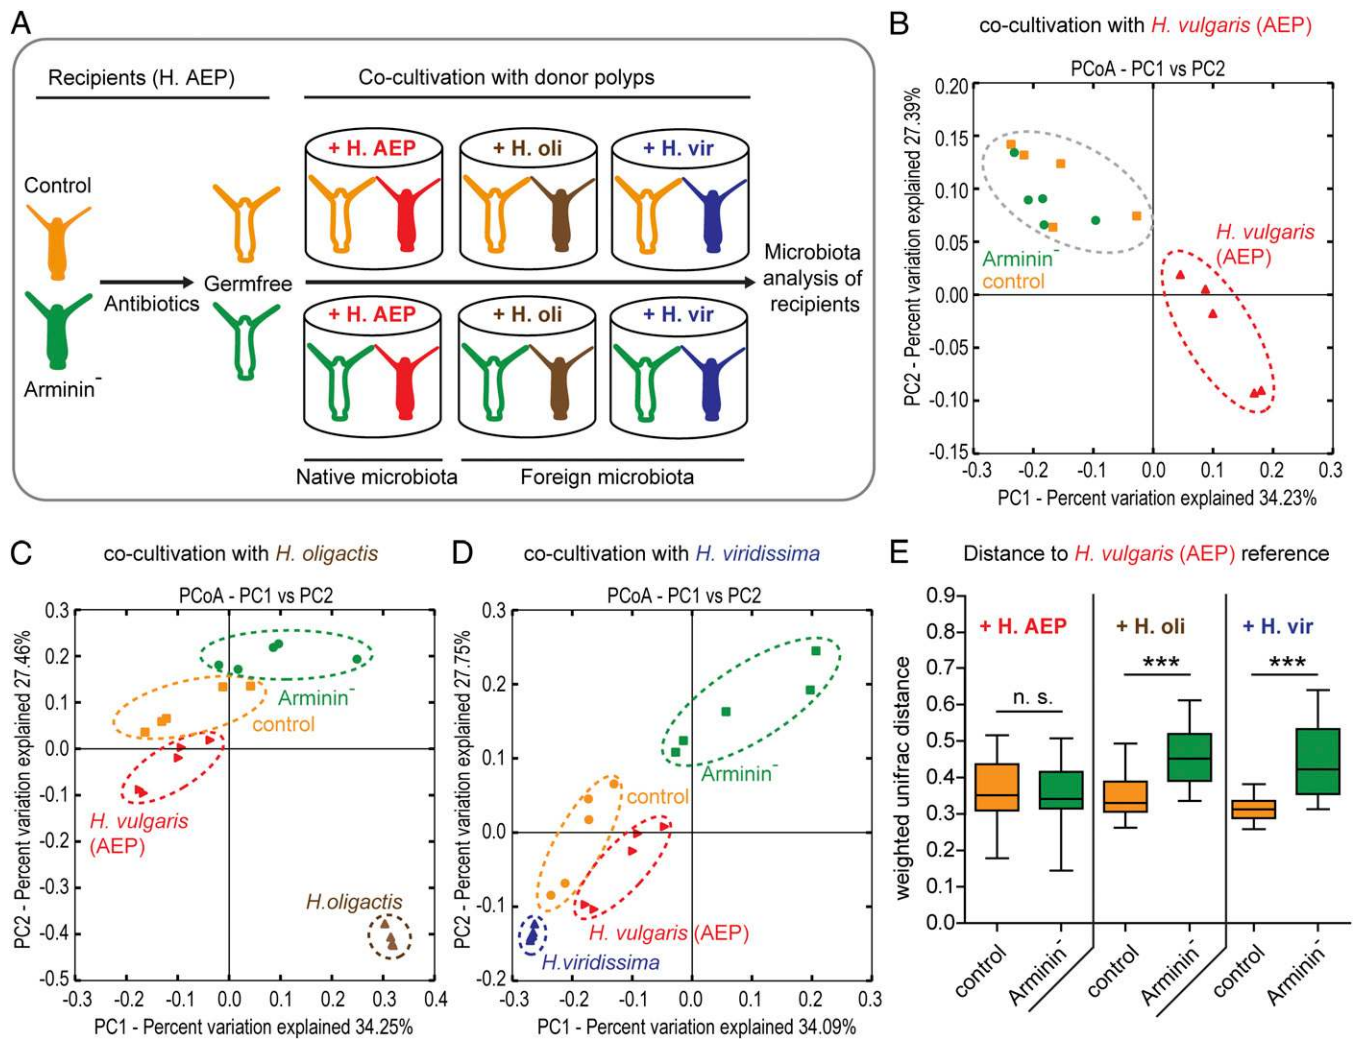 A
Recipients (H. AEP)
Co-cultivation with donor polyps
+ H. AEP
+ H. oli
+ H. vir
Control
Antibiotics
Germfree
Arminin⁻
+ H. AEP
+ H. oli
+ H. vir
Microbiota
analysis of
recipients
Native microbiota
Foreign microbiota
B
co-cultivation with H. vulgaris (AEP)
PCoA - PC1 vs PC2
PC2 - Percent variation explained 27.39%
0.20
0.15
0.10
0.05
0.00
-0.05
-0.10
-0.15
Arminin⁻
control
H. vulgaris
(AEP)
-0.3 -0.2 -0.1 0.0 0.1 0.2 0.3
PC1 - Percent variation explained 34.23%
C
co-cultivation with H. oligactis
PCoA - PC1 vs PC2
PC2 - Percent variation explained 27.46%
0.3
0.2
0.1
0.0
-0.1
-0.2
-0.3
-0.4
-0.5
Arminin⁻
control
H. vulgaris
(AEP)
H.oligactis
-0.3 -0.2 -0.1 0.0 0.1 0.2 0.3 0.4
PC1 - Percent variation explained 34.25%
D
co-cultivation with H. viridissima
PCoA - PC1 vs PC2
PC2 - Percent variation explained 27.75%
0.3
0.2
0.1
0.0
-0.1
-0.2
Arminin⁻
control
H. vulgaris (AEP)
H.viridissima
-0.3 -0.2 -0.1 0.0 0.1 0.2 0.3
PC1 - Percent variation explained 34.09%
E
Distance to H. vulgaris (AEP) reference
weighted unifrac distance
0.9
0.8
0.7
0.6
0.5
0.4
0.3
0.2
0.1
0.0
+ H. AEP
+ H. oli
+ H. vir
n. s.
***
***
control
Arminin⁻
control
Arminin⁻
control
Arminin⁻